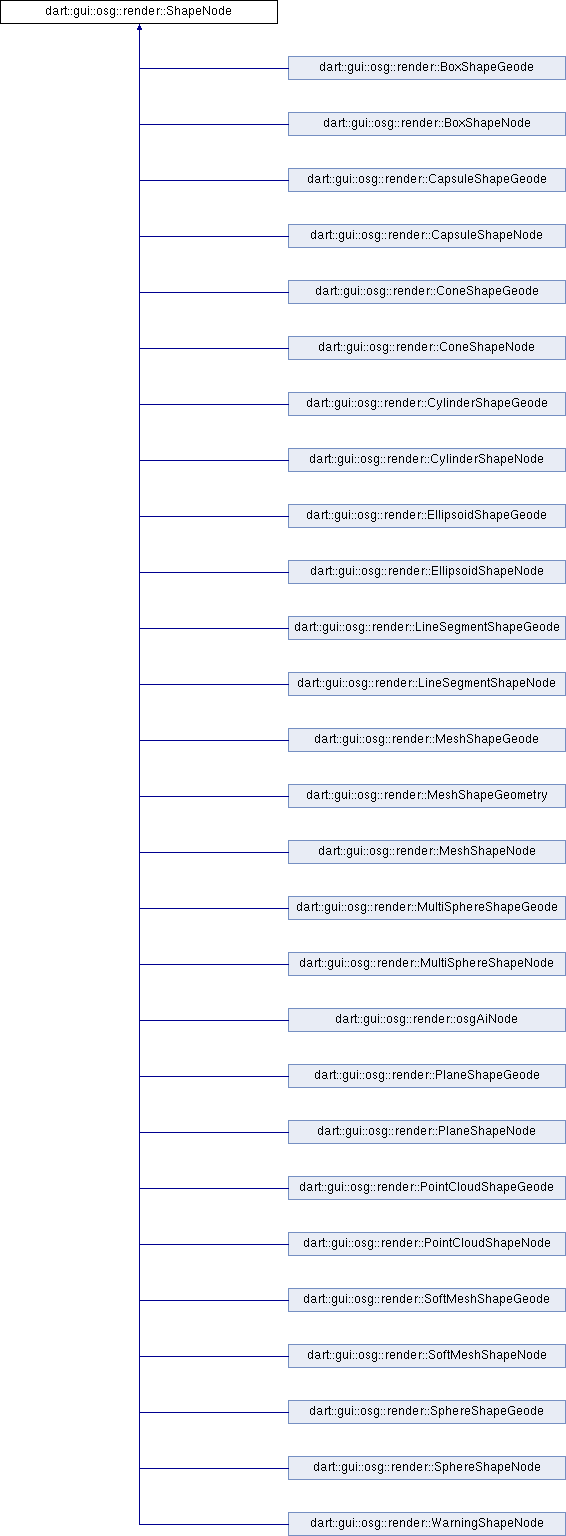 dart::gui::osg::render::ShapeNode
dart::gui::osg::render::BoxShapeGeode
dart::gui::osg::render::BoxShapeNode
dart::gui::osg::render::CapsuleShapeGeode
dart::gui::osg::render::CapsuleShapeNode
dart::gui::osg::render::ConeShapeGeode
dart::gui::osg::render::ConeShapeNode
dart::gui::osg::render::CylinderShapeGeode
dart::gui::osg::render::CylinderShapeNode
dart::gui::osg::render::EllipsoidShapeGeode
dart::gui::osg::render::EllipsoidShapeNode
dart::gui::osg::render::LineSegmentShapeGeode
dart::gui::osg::render::LineSegmentShapeNode
dart::gui::osg::render::MeshShapeGeode
dart::gui::osg::render::MeshShapeGeometry
dart::gui::osg::render::MeshShapeNode
dart::gui::osg::render::MultiSphereShapeGeode
dart::gui::osg::render::MultiSphereShapeNode
dart::gui::osg::render::osgAiNode
dart::gui::osg::render::PlaneShapeGeode
dart::gui::osg::render::PlaneShapeNode
dart::gui::osg::render::PointCloudShapeGeode
dart::gui::osg::render::PointCloudShapeNode
dart::gui::osg::render::SoftMeshShapeGeode
dart::gui::osg::render::SoftMeshShapeNode
dart::gui::osg::render::SphereShapeGeode
dart::gui::osg::render::SphereShapeNode
dart::gui::osg::render::WarningShapeNode